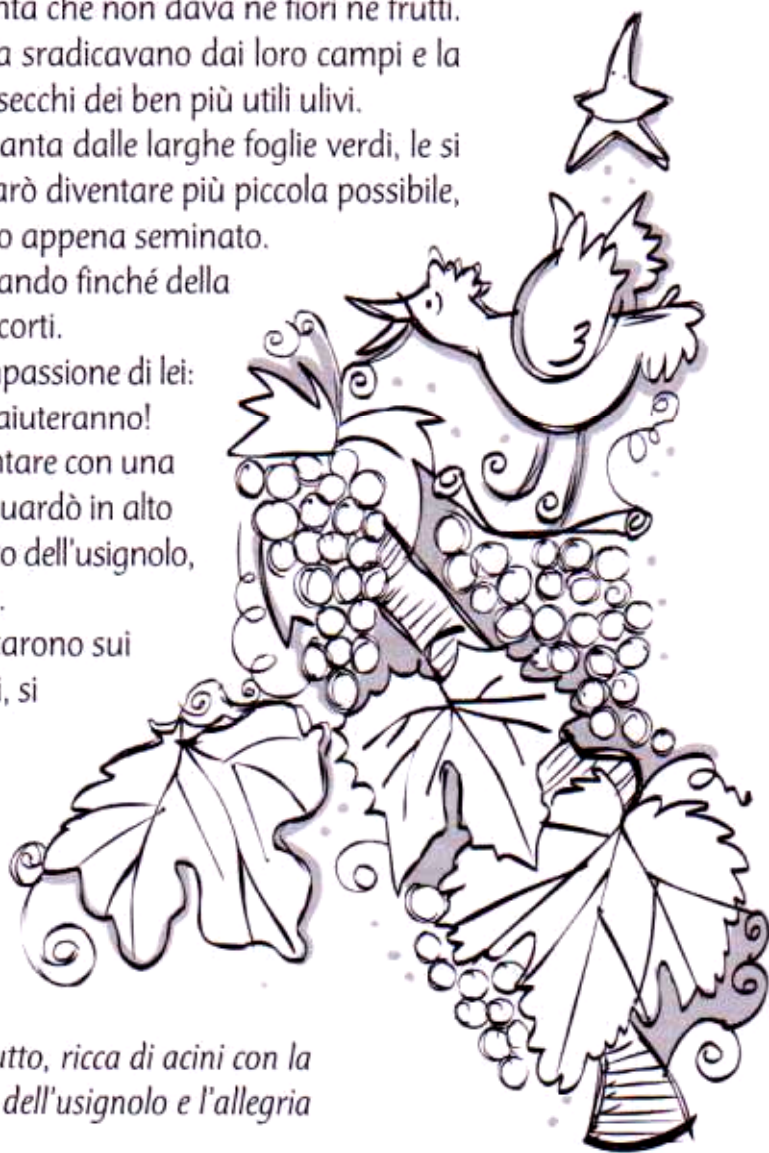 nta che non dava né fiori né frutti.
a sradicavano dai loro campi e la
secchi dei ben più utili ulivi.
anta dalle larghe foglie verdi, le si
arò diventare più piccola possibile,
o appena seminato.
ando finché della
corti.
passione di lei:
aiuteranno!
ntare con una
uardò in alto
o dell'usignolo,
.
arono sui
i, si
utto, ricca di acini con la
dell'usignolo e l'allegria